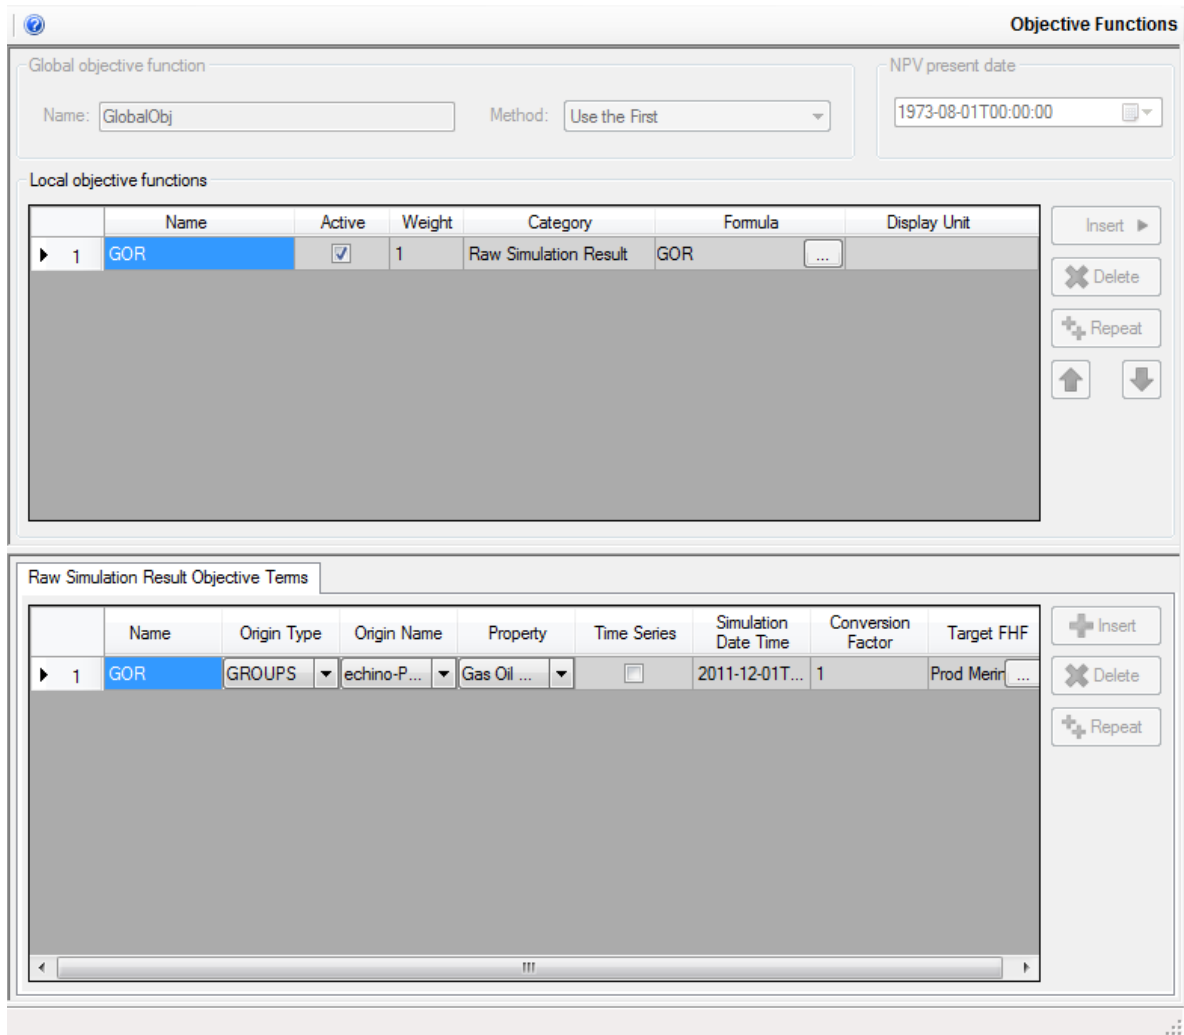 Objective Functions
Global objective function
NPV present date
Name: GlobalObj Method: Use the First 1973-08-01T00:00:00
Local objective functions
Name Active Weight Category Formula Display Unit
1 GOR 1 Raw Simulation Result GOR ...
Insert
Delete
Repeat
Raw Simulation Result Objective Terms
Name Origin Type Origin Name Property Time Series Simulation Date Time Conversion Factor Target FHF
1 GOR GROUPS echino-P... Gas Oil ... 2011-12-01T... 1 Prod Merin ...
Insert
Delete
Repeat